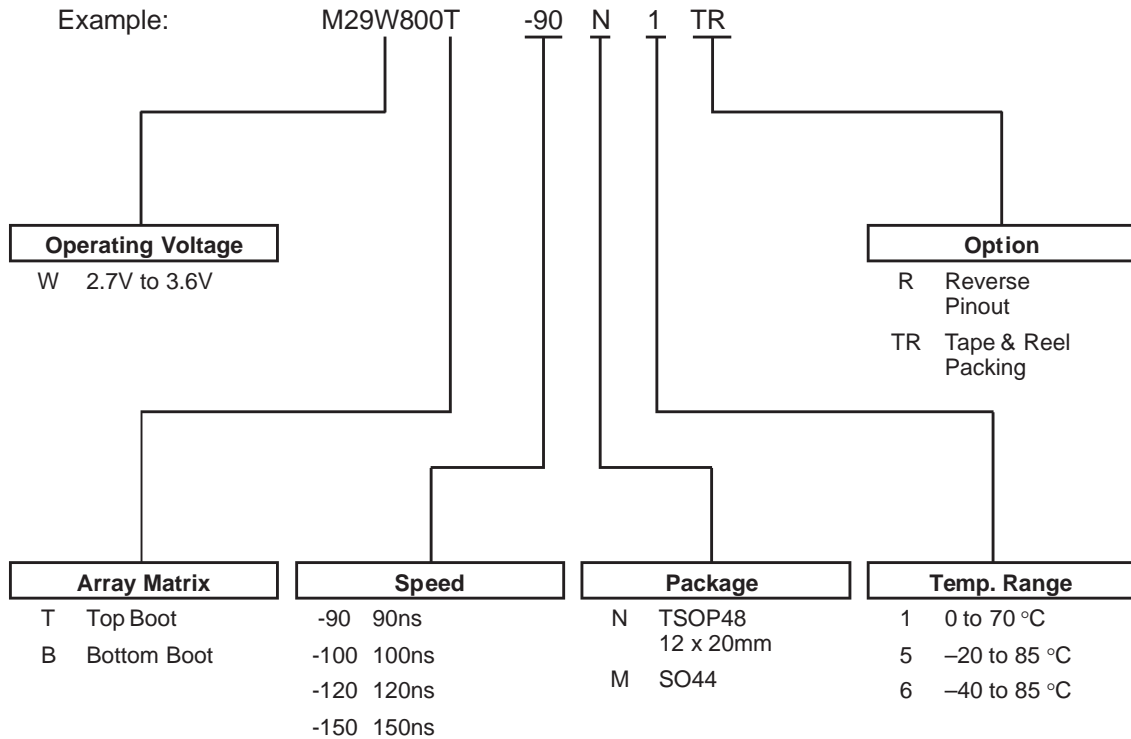 Example: M29W800T -90 N 1 TR
Operating Voltage
W 2.7V to 3.6V
Option
R Reverse
Pinout
TR Tape & Reel
Packing
Array Matrix
T Top Boot
B Bottom Boot
Speed
-90 90ns
-100 100ns
-120 120ns
-150 150ns
Package
N TSOP48
12 x 20mm
M SO44
Temp. Range
1 0 to 70 °C
5 –20 to 85 °C
6 –40 to 85 °C